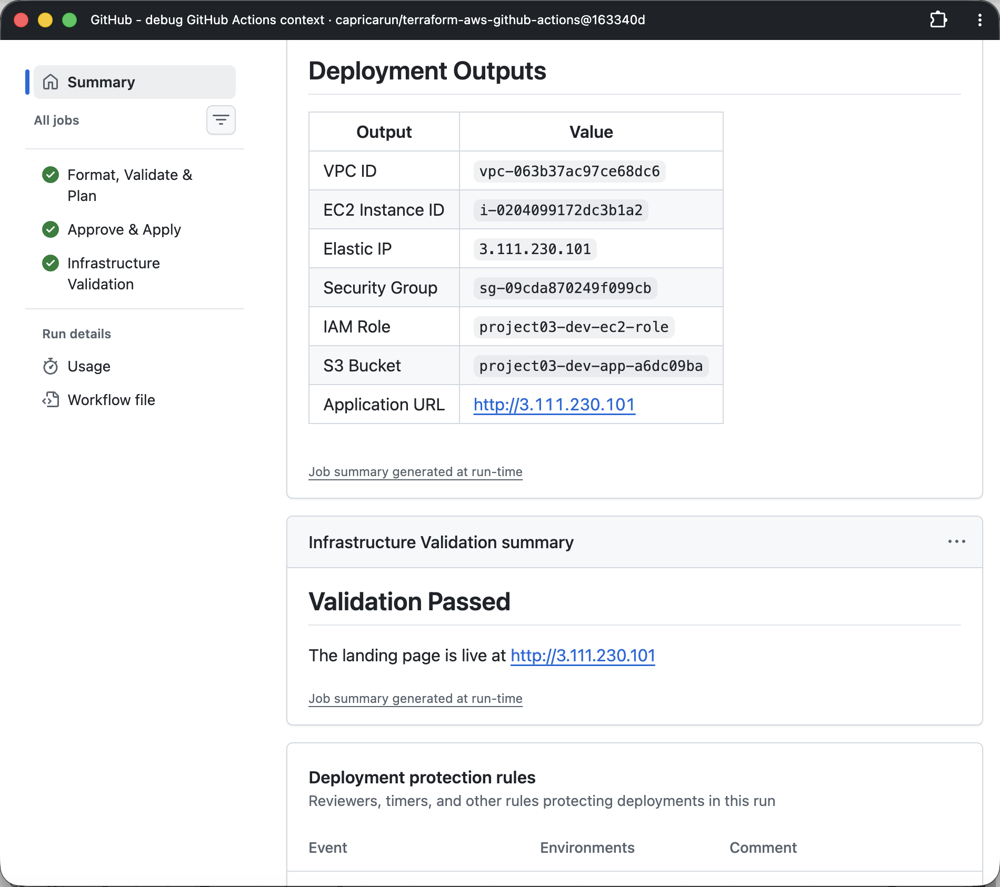 GitHub - debug GitHub Actions context · capricarun/terraform-aws-github-actions@163340d
Summary
All jobs
Format, Validate &
Plan
Approve & Apply
Infrastructure
Validation
Run details
Usage
Workflow file
Deployment Outputs
Output Value
VPC ID vpc-063b37ac97ce68dc6
EC2 Instance ID i-0204099172dc3b1a2
Elastic IP 3.111.230.101
Security Group sg-09cda870249f099cb
IAM Role project03-dev-ec2-role
S3 Bucket project03-dev-app-a6dc09ba
Application URL http://3.111.230.101
Job summary generated at run-time
Infrastructure Validation summary
Validation Passed
The landing page is live at http://3.111.230.101
Job summary generated at run-time
Deployment protection rules
Reviewers, timers, and other rules protecting deployments in this run
Event Environments Comment